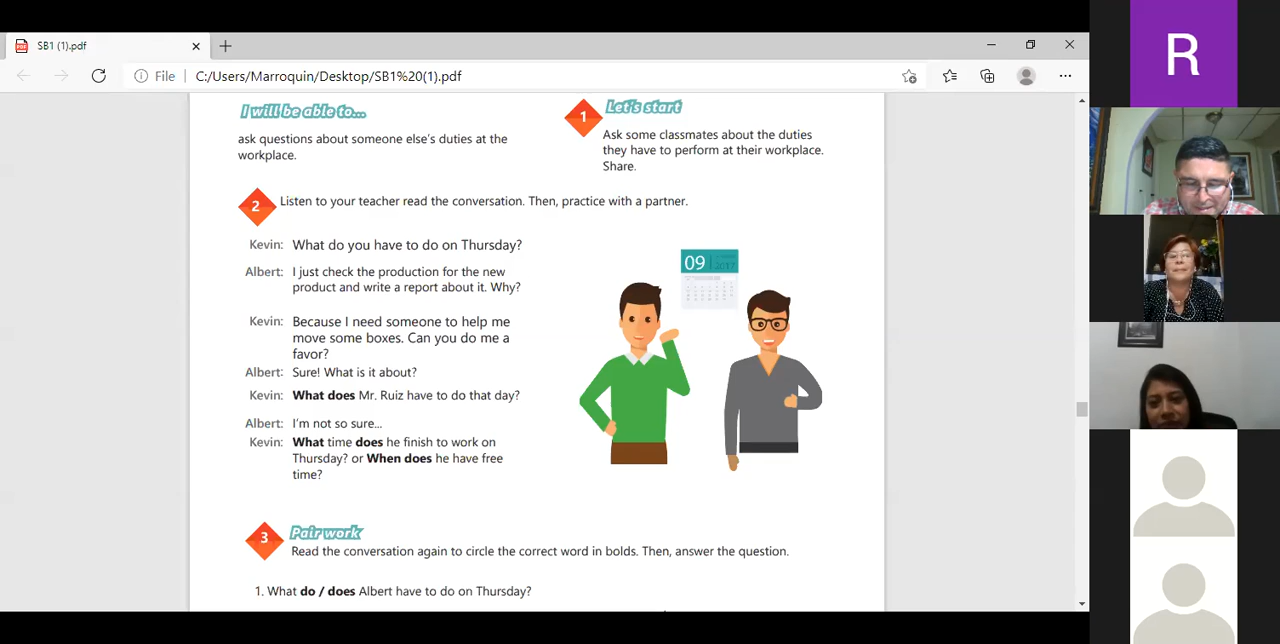 SB1 (1).pdf
File
C:/Users/Marroquin/Desktop/SB1%20(1).pdf
R
I will be able to...
ask questions about someone else's duties at the
workplace.
1
Let's start
Ask some classmates about the duties
they have to perform at their workplace.
Share.
2
Listen to your teacher read the conversation. Then, practice with a partner.
Kevin: What do you have to do on Thursday?
Albert: I just check the production for the new
product and write a report about it. Why?
Kevin: Because I need someone to help me
move some boxes. Can you do me a
favor?
Albert: Sure! What is it about?
Kevin: What does Mr. Ruiz have to do that day?
Albert: I'm not so sure...
Kevin: What time does he finish to work on
Thursday? or When does he have free
time?
09
2017
3
Pair work
Read the conversation again to circle the correct word in bolds. Then, answer the question.
1. What do / does Albert have to do on Thursday?